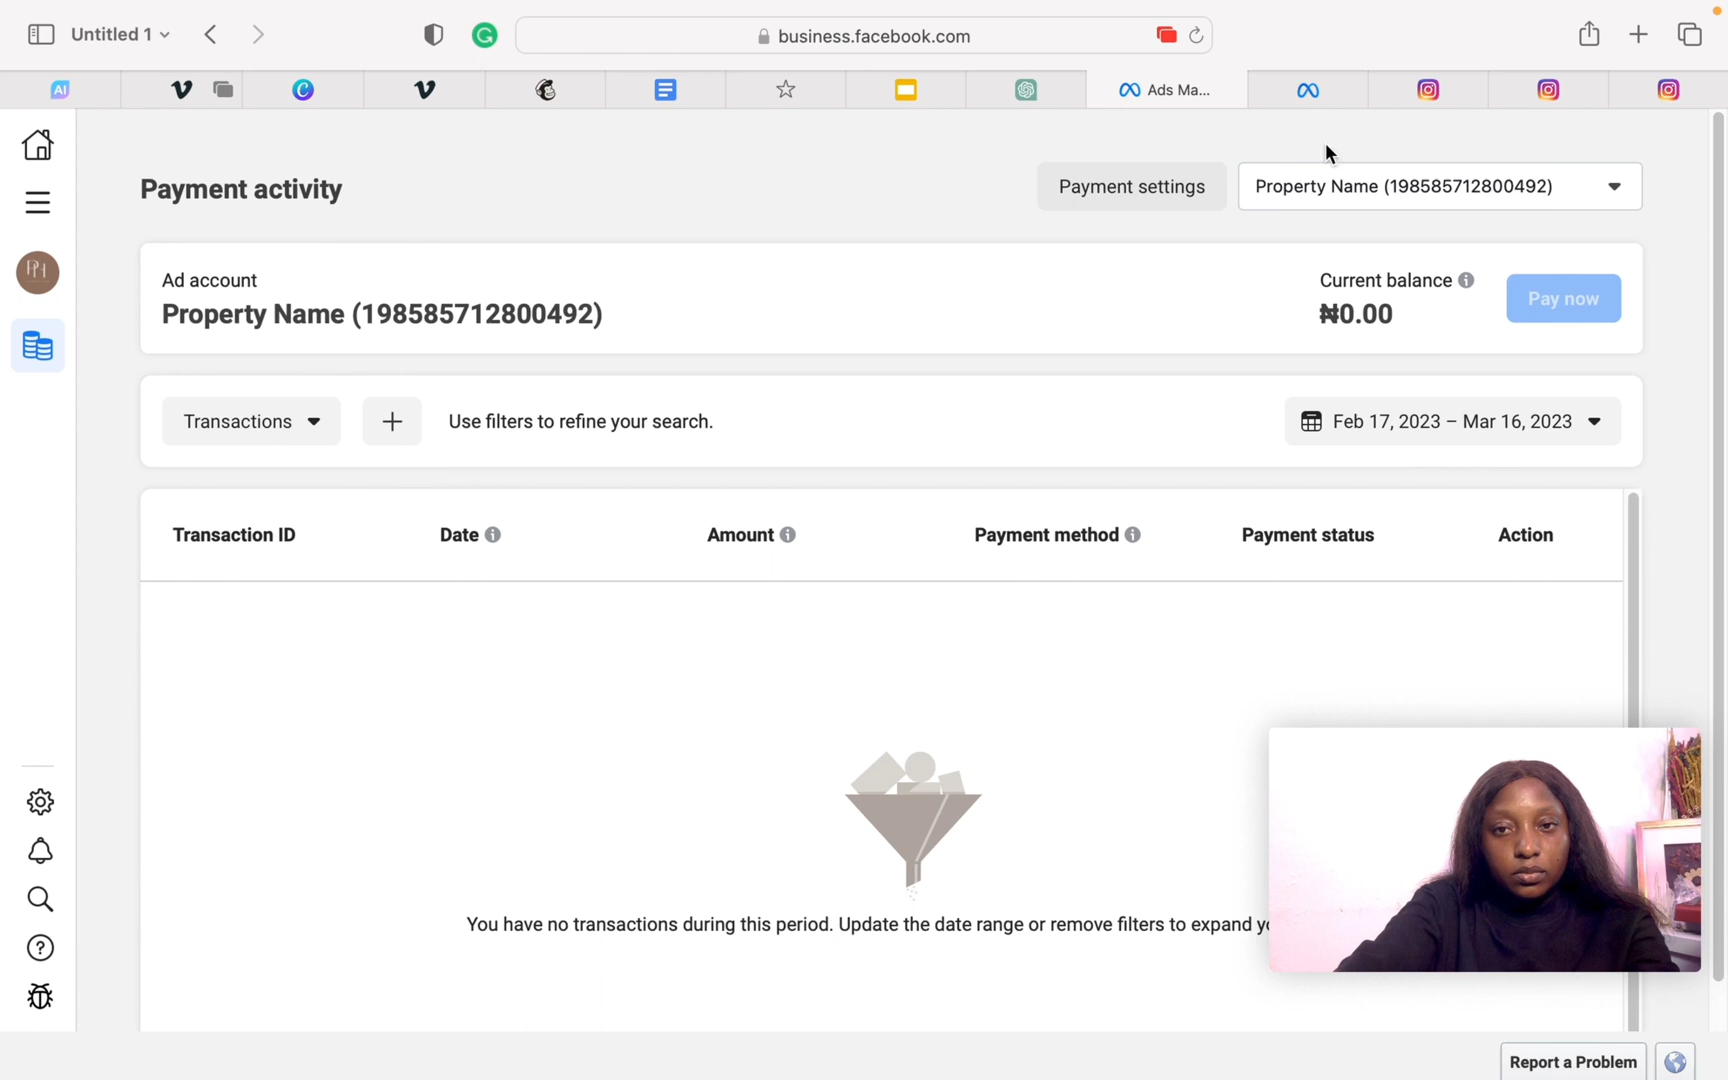 Untitled 1
business.facebook.com
Ads Ma...
Payment activity
Payment settings
Property Name (198585712800492)
Ad account
Property Name (198585712800492)
Current balance
₦0.00
Pay now
Transactions
Use filters to refine your search.
Feb 17, 2023 – Mar 16, 2023
Transaction ID
Date
Amount
Payment method
Payment status
Action
You have no transactions during this period. Update the date range or remove filters to expand
Report a Problem